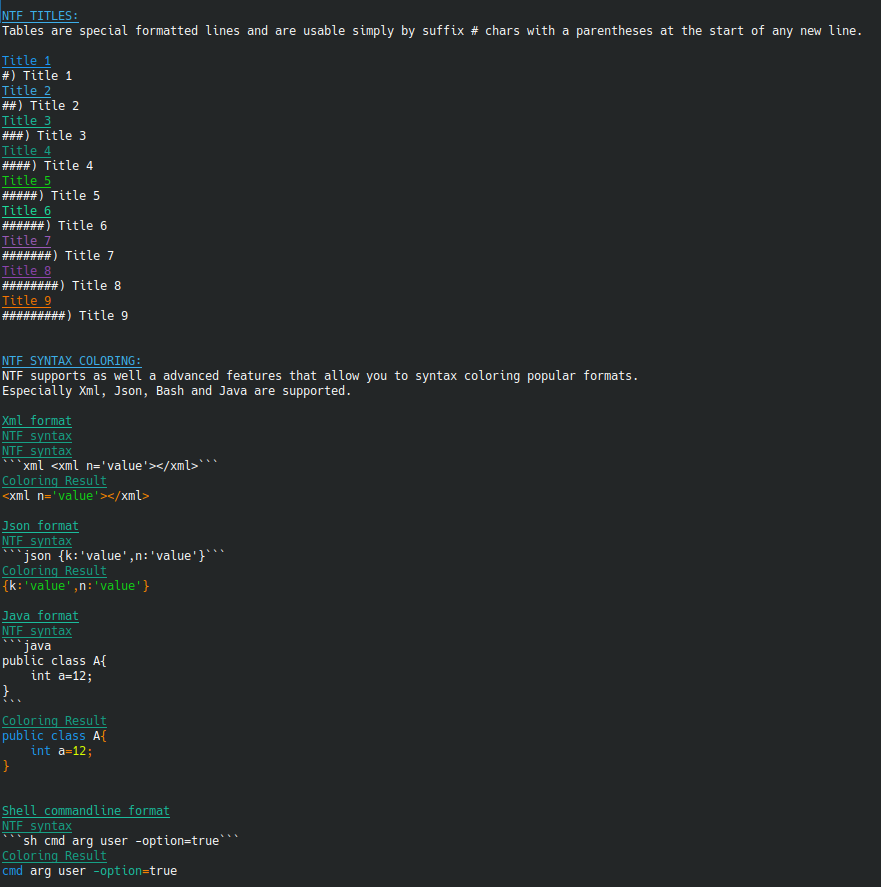 NTF TITLES:
Tables are special formatted lines and are usable simply by suffix # chars with a parentheses at the start of any new line.
Title 1
#) Title 1
Title 2
##) Title 2
Title 3
###) Title 3
Title 4
####) Title 4
Title 5
#####) Title 5
Title 6
######) Title 6
Title 7
#######) Title 7
Title 8
########) Title 8
Title 9
#########) Title 9
NTF SYNTAX COLORING:
NTF supports as well a advanced features that allow you to syntax coloring popular formats.
Especially Xml, Json, Bash and Java are supported.
Xml format
NTF syntax
NTF syntax
```xml <xml n='value'></xml>```
Coloring Result
<xml n='value'></xml>
Json format
NTF syntax
```json {k:'value',n:'value'}```
Coloring Result
{k:'value',n:'value'}
Java format
NTF syntax
```java
public class A{
    int a=12;
}
```
Coloring Result
public class A{
    int a=12;
}
Shell commandline format
NTF syntax
```sh cmd arg user -option=true```
Coloring Result
cmd arg user -option=true